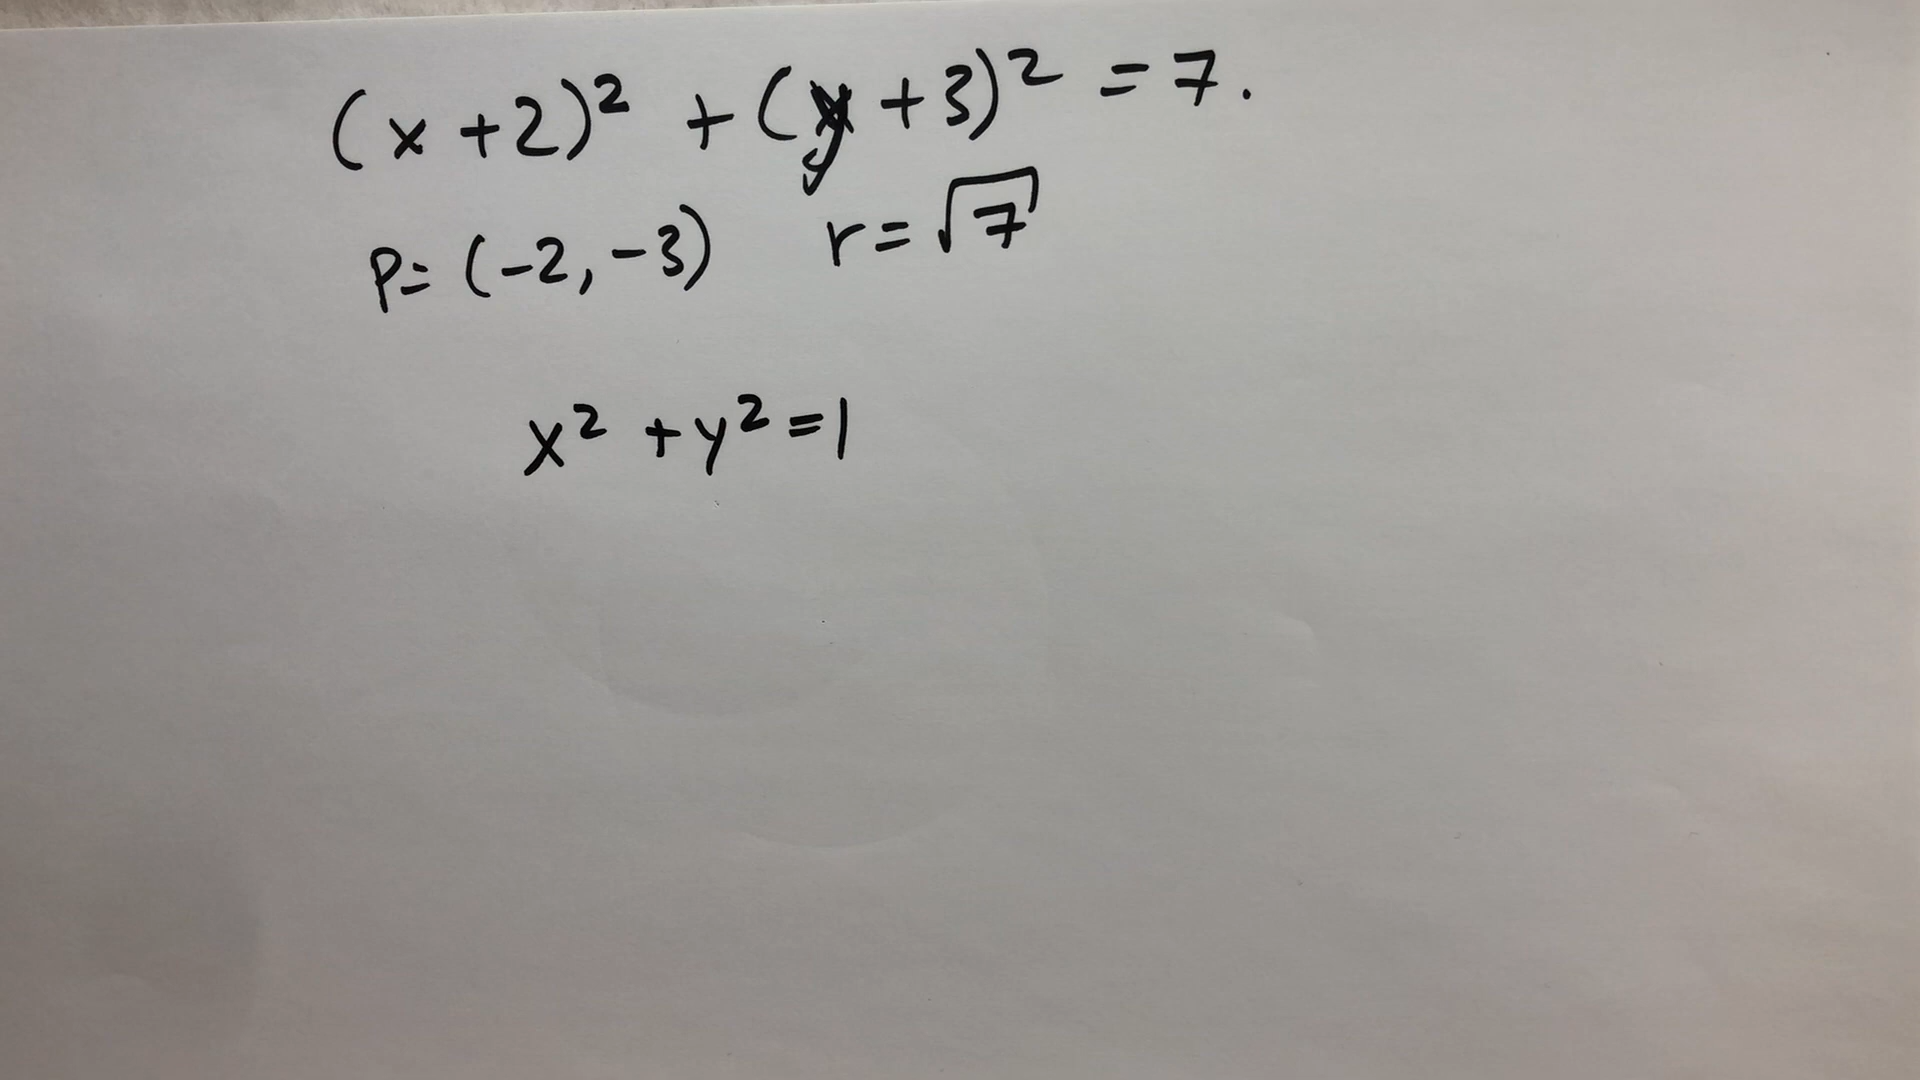 (x+2)² + (y+3)² = 7.
P= (-2, -3) r = √7
x² + y² = 1